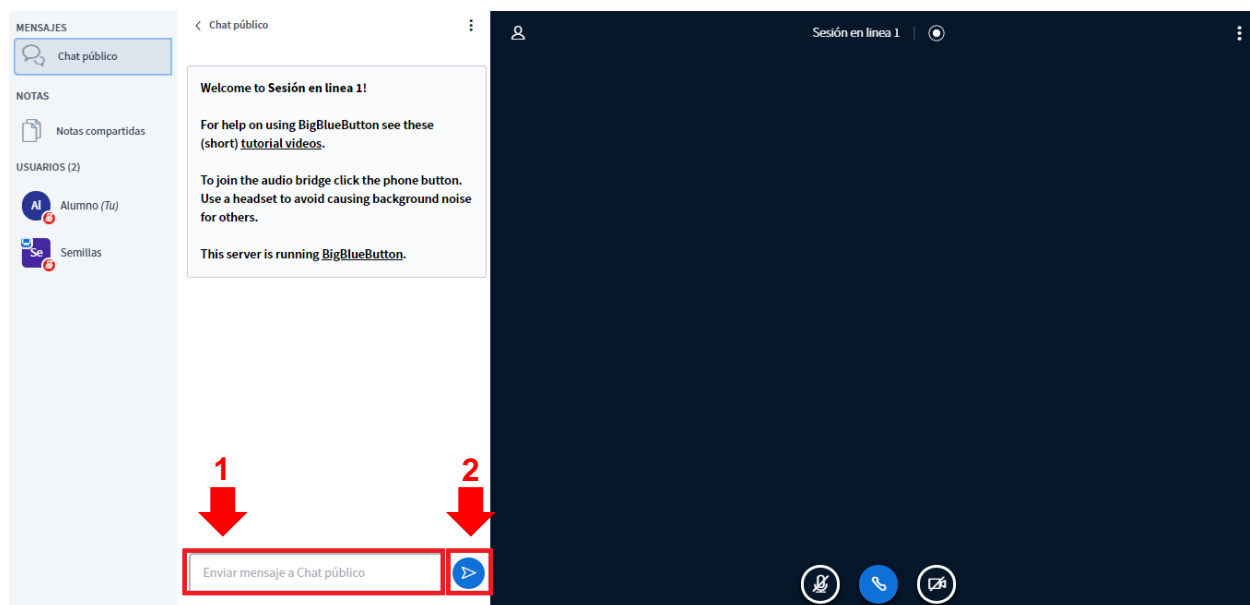 MENSAJES
Chat público
NOTAS
Notas compartidas
USUARIOS (2)
Al Alumno (Tu)
Se Semillas
Chat público
Welcome to Sesión en linea 1!
For help on using BigBlueButton see these
(short) tutorial videos.
To join the audio bridge click the phone button.
Use a headset to avoid causing background noise
for others.
This server is running BigBlueButton.
1
2
Enviar mensaje a Chat público
Sesión en linea 1